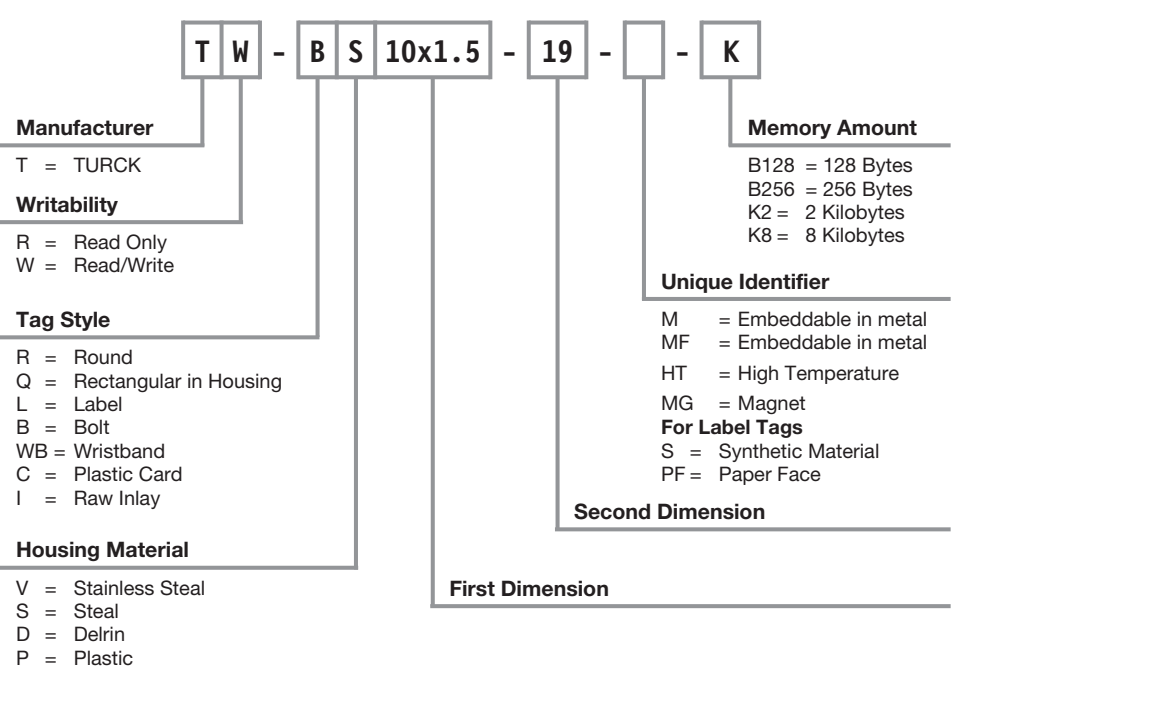 T W - B S 10x1.5 - 19 - - K
Manufacturer
T = TURCK
Writability
R = Read Only
W = Read/Write
Tag Style
R = Round
Q = Rectangular in Housing
L = Label
B = Bolt
WB = Wristband
C = Plastic Card
I = Raw Inlay
Housing Material
V = Stainless Steal
S = Steal
D = Delrin
P = Plastic
Memory Amount
B128 = 128 Bytes
B256 = 256 Bytes
K2 = 2 Kilobytes
K8 = 8 Kilobytes
Unique Identifier
M = Embeddable in metal
MF = Embeddable in metal
HT = High Temperature
MG = Magnet
For Label Tags
S = Synthetic Material
PF = Paper Face
Second Dimension
First Dimension